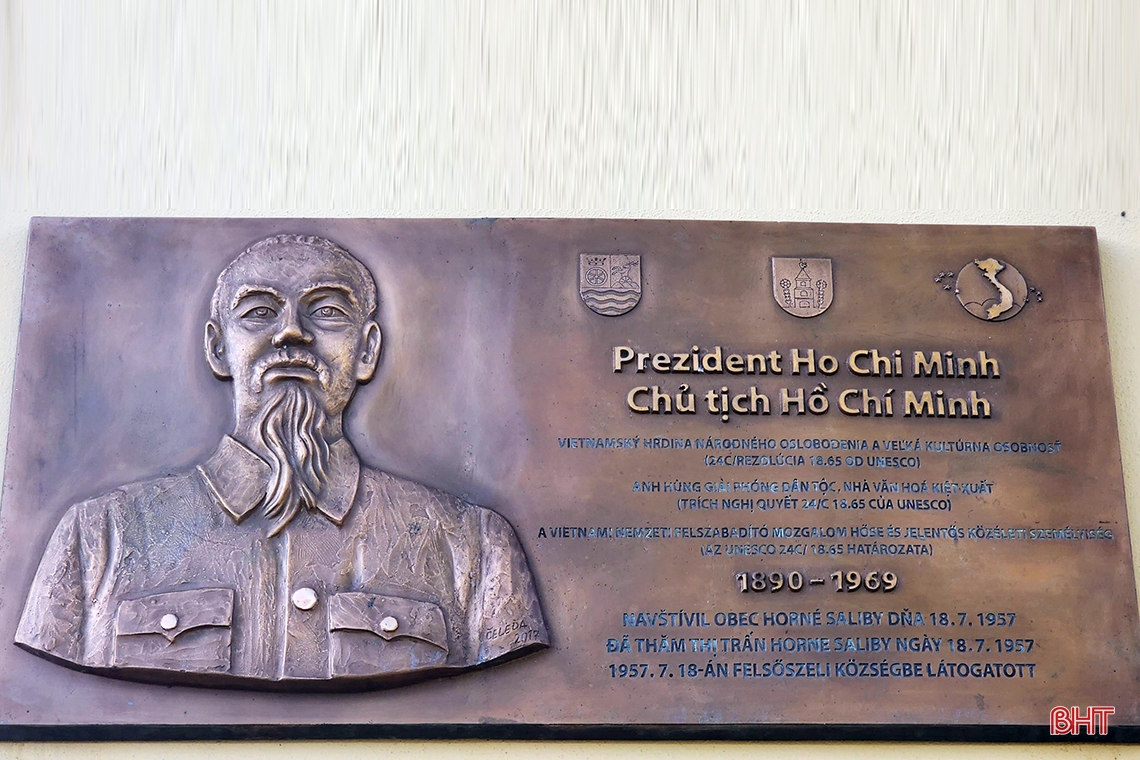 Prezident Ho Chi Minh
Chủ tịch Hồ Chí Minh
VIETNAMSKÝ HRDINA NÁRODNÉHO OSLOBODENIA A VEĽKÁ KULTÚRNA OSOBNOSŤ
(24C/REZOLÚCIA 18.65 OD UNESCO)
ANH HÙNG GIẢI PHÓNG DÂN TỘC, NHÀ VĂN HOÁ KIỆT XUẤT
(TRÍCH NGHỊ QUYẾT 24/C 18.65 CỦA UNESCO)
A VIETNAMI NEMZETI FELSZABADÍTÓ MOZGALOM HŐSE ÉS JELENTŐS KÖZÉLETI SZEMÉLYISÉG
(AZ UNESCO 24C/ 18.65 HATÁROZATA)
1890 – 1969
NAVŠTÍVIL OBEC HORNÉ SALIBY DŇA 18.7. 1957
ĐÃ THĂM THỊ TRẤN HORNE SALIBY NGÀY 18.7.1957
1957. 7. 18-ÁN FELSŐSZELI KÖZSÉGBE LÁTOGATOTT
ČELEDA
2017
BHT